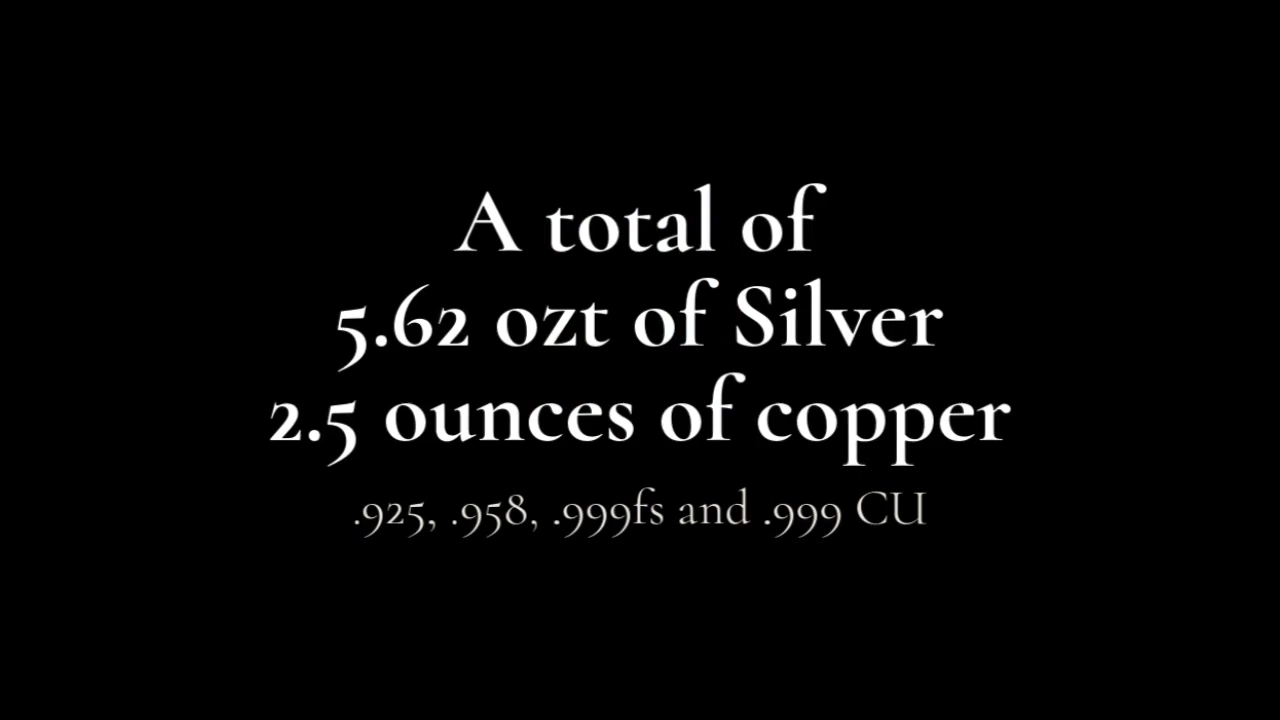 A total of
5.62 ozt of Silver
2.5 ounces of copper
.925, .958, .999fs and .999 CU